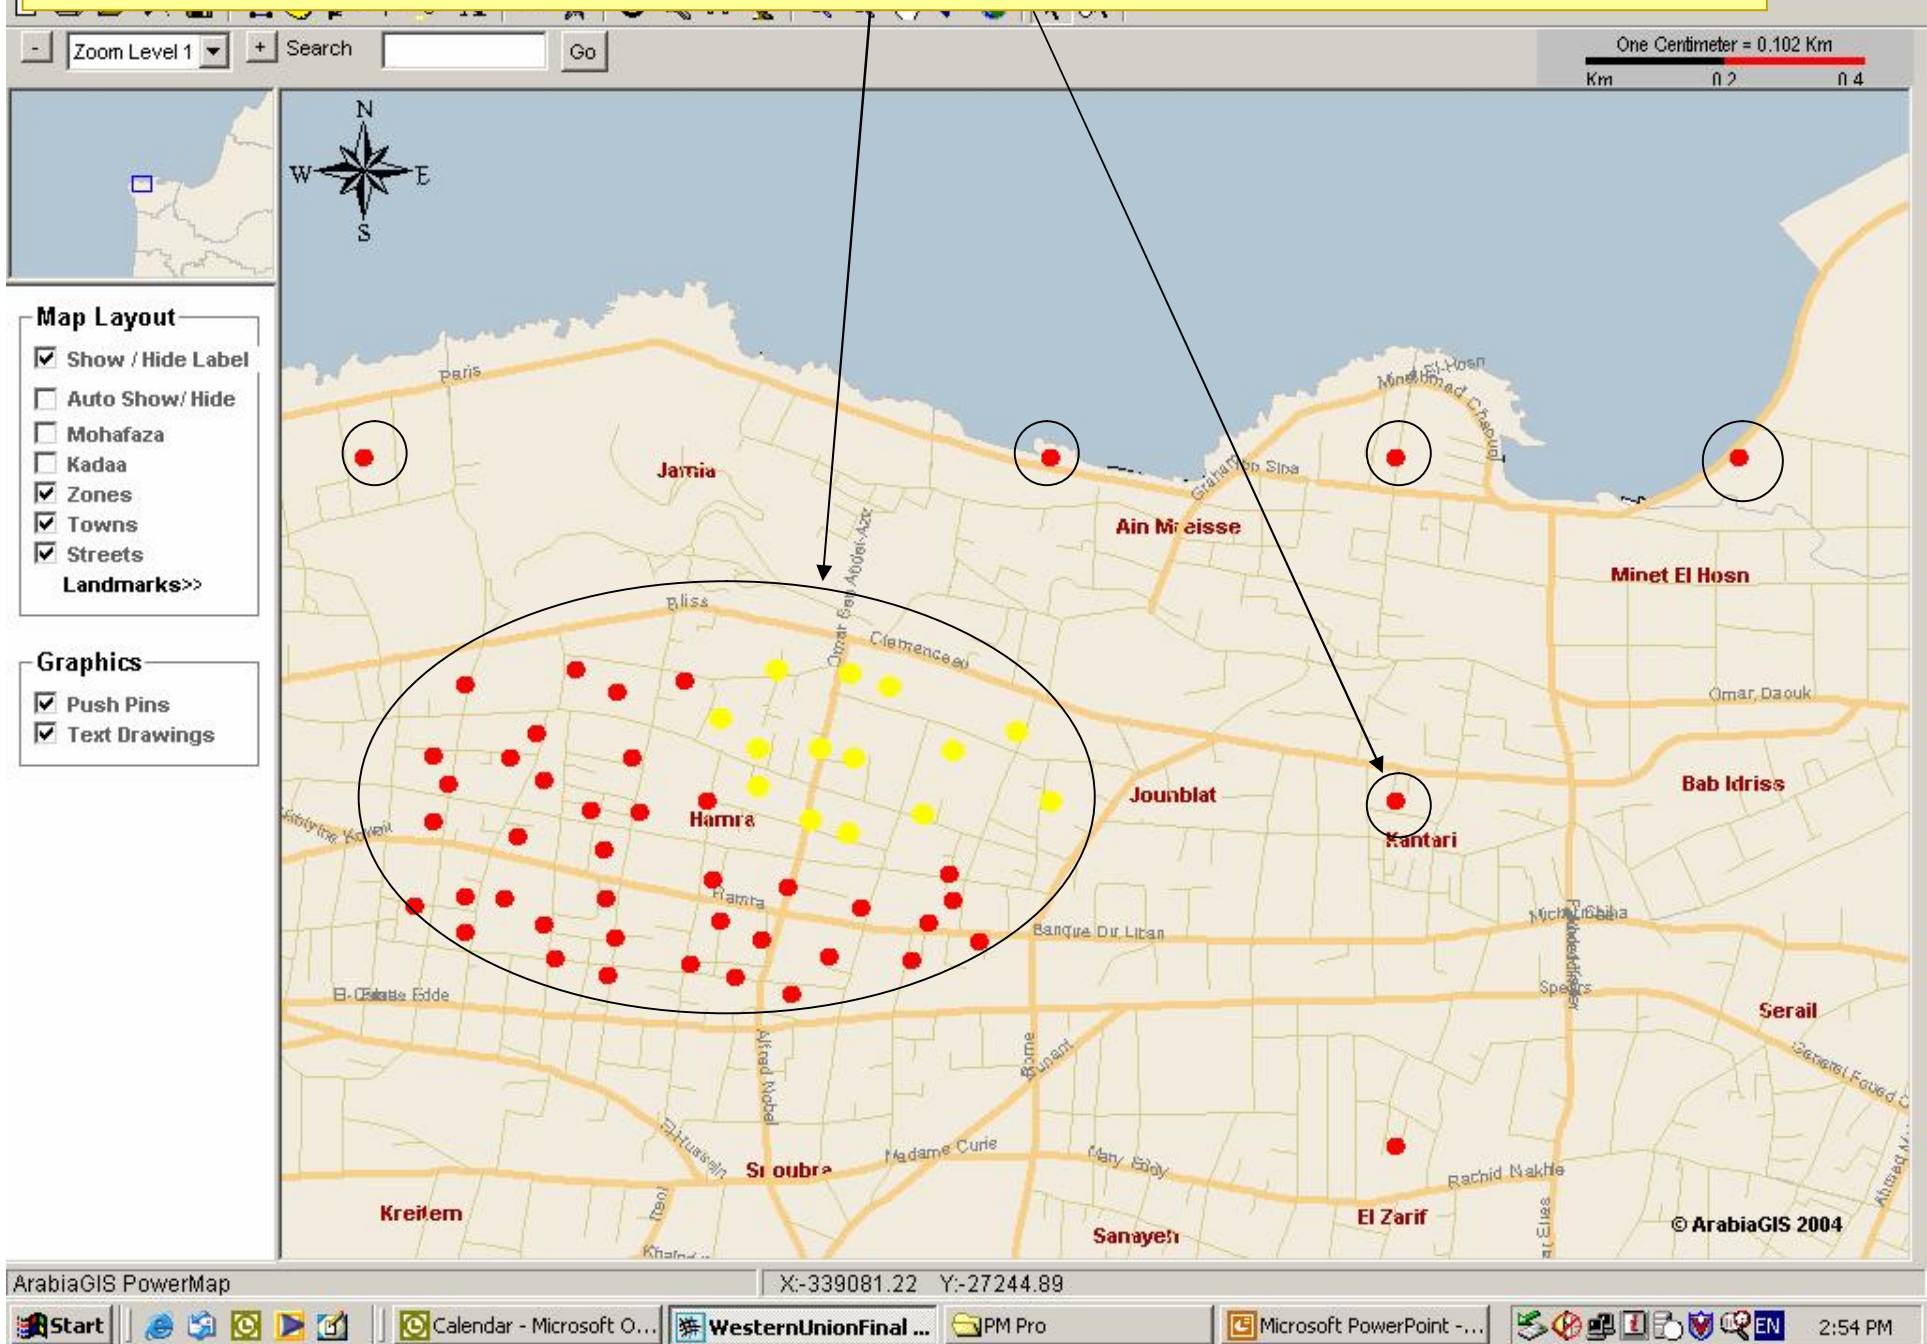 Zoom Level 1
+ Search
Go
One Centimeter = 0.102 Km
Km 0.2 0.4
N
W E
S
Map Layout
Show / Hide Label
Auto Show/ Hide
Mohafaza
Kadaa
Zones
Towns
Streets
Landmarks>>
Graphics
Push Pins
Text Drawings
Paris
Jamia
Ain Mreisse
Minet El Hosn
Bliss
Clemenceau
Omar Daouk
Jounblat
Bab Idriss
Hamra
Kantari
Hamra
Banque Du Liban
Spears
Serail
Alfred Nobel
Rome
Madame Curie
Mary Eddy
Rachid Nakhle
Kreitem
Sanayeh
El Zarif
© ArabiaGIS 2004
ArabiaGIS PowerMap
X:-339081.22 Y:-27244.89
Start
Calendar - Microsoft O...
WesternUnionFinal ...
PM Pro
Microsoft PowerPoint -...
EN
2:54 PM